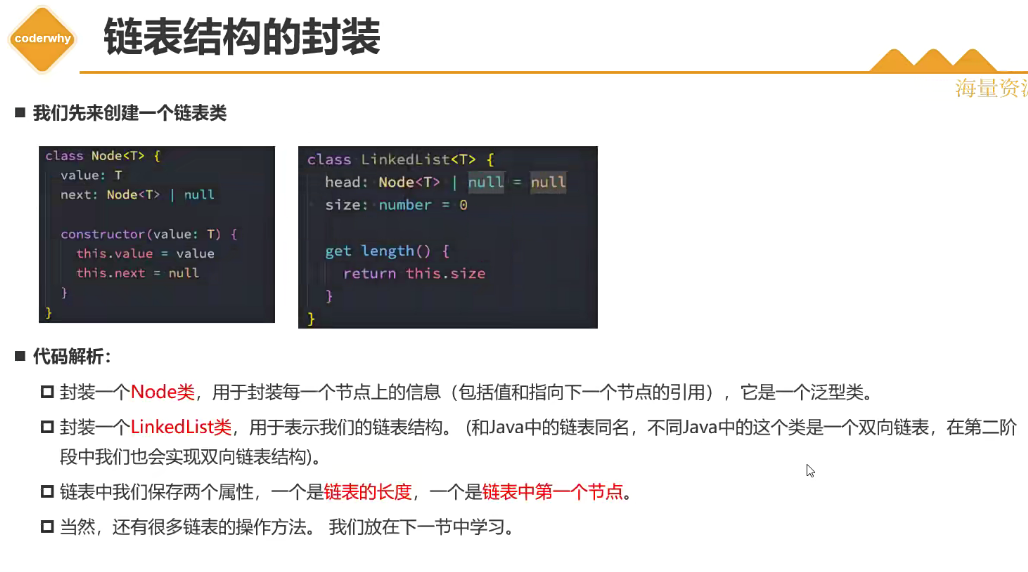 coderwhy
链表结构的封装
海量资
我们先来创建一个链表类
class Node<T> {
value: T
next: Node<T> | null
constructor(value: T) {
this.value = value
this.next = null
}
}
class LinkedList<T> {
head: Node<T> | null = null
size: number = 0
get length() {
return this.size
}
}
代码解析：
封装一个Node类，用于封装每一个节点上的信息（包括值和指向下一个节点的引用），它是一个泛型类。
封装一个LinkedList类，用于表示我们的链表结构。 (和Java中的链表同名，不同Java中的这个类是一个双向链表，在第二阶
段中我们也会实现双向链表结构)。
链表中我们保存两个属性，一个是链表的长度，一个是链表中第一个节点。
当然，还有很多链表的操作方法。 我们放在下一节中学习。